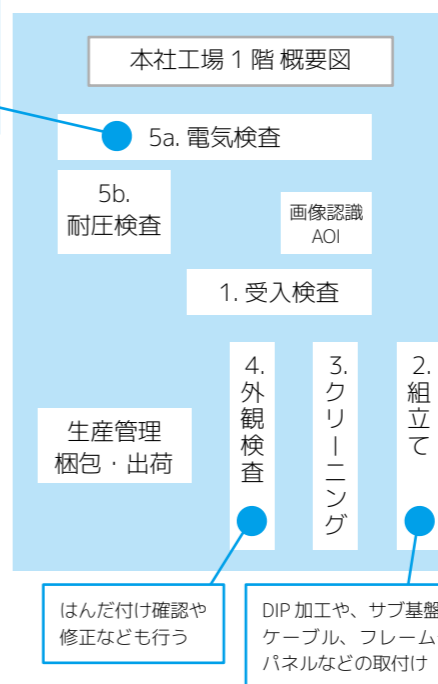 本社工場1階 概要図
5a. 電気検査
5b.
耐圧検査
画像認識
AOI
1. 受入検査
4.外観検査
3.クリーニング
2.組立て
生産管理
梱包・出荷
はんだ付け確認や
修正なども行う
DIP加工や、サブ基盤
ケーブル、フレーム
パネルなどの取付け